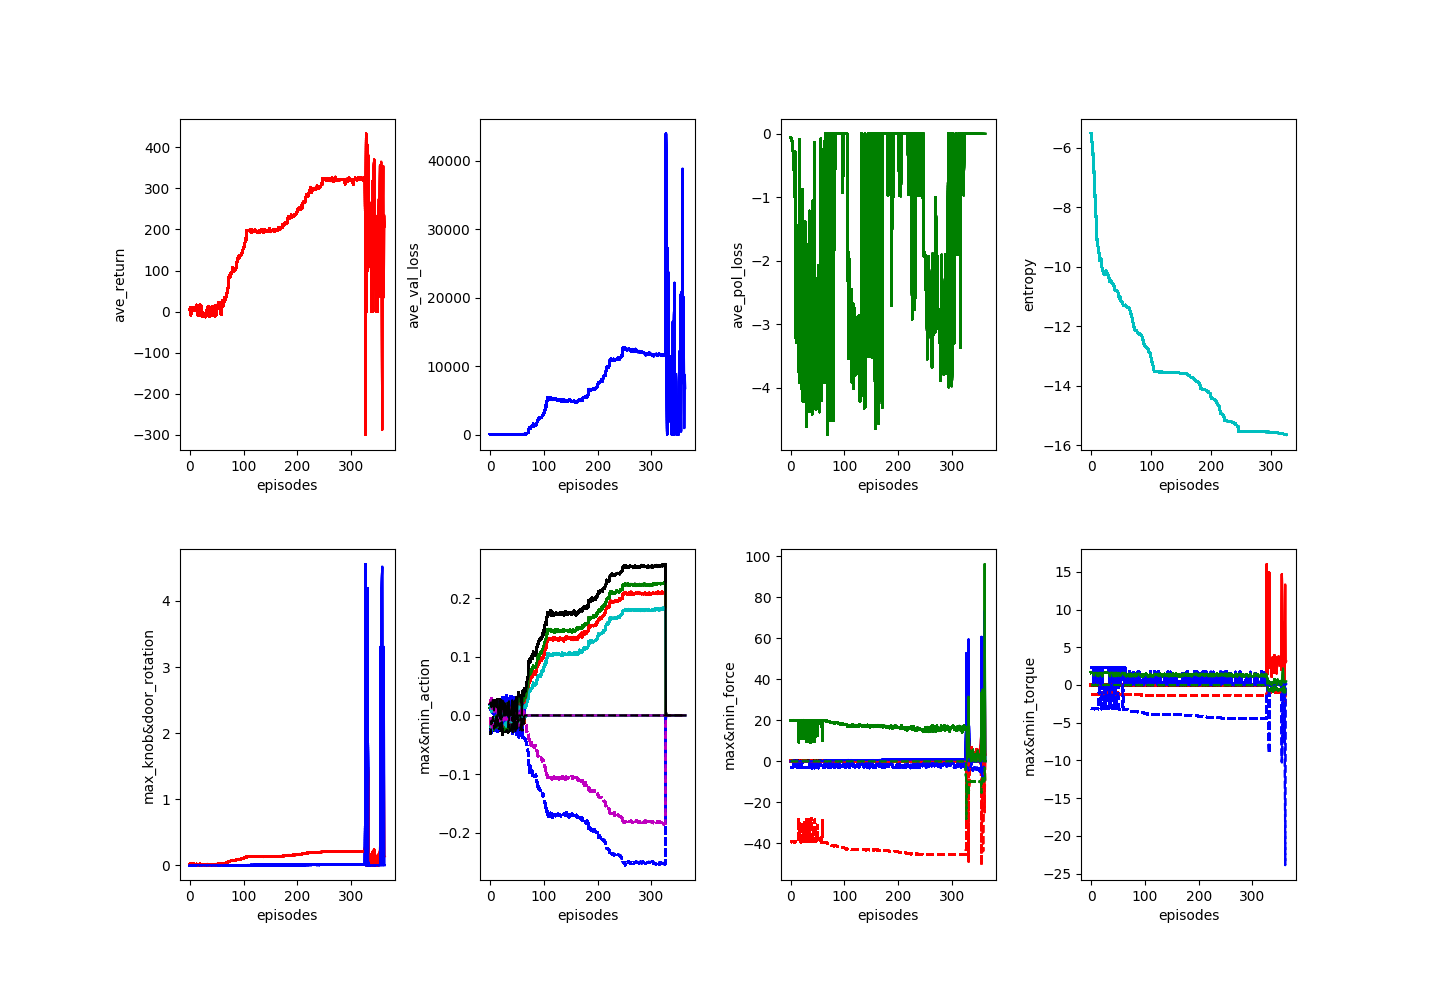 ave_return
400
300
200
100
0
−100
−200
−300
0 100 200 300
episodes
ave_val_loss
40000
30000
20000
10000
0
0 100 200 300
episodes
ave_pol_loss
0
−1
−2
−3
−4
0 100 200 300
episodes
entropy
−6
−8
−10
−12
−14
−16
0 100 200 300
episodes
max_knob&door_rotation
4
3
2
1
0
0 100 200 300
episodes
max&min_action
0.2
0.1
0.0
−0.1
−0.2
0 100 200 300
episodes
max&min_force
100
80
60
40
20
0
−20
−40
0 100 200 300
episodes
max&min_torque
15
10
5
0
−5
−10
−15
−20
−25
0 100 200 300
episodes